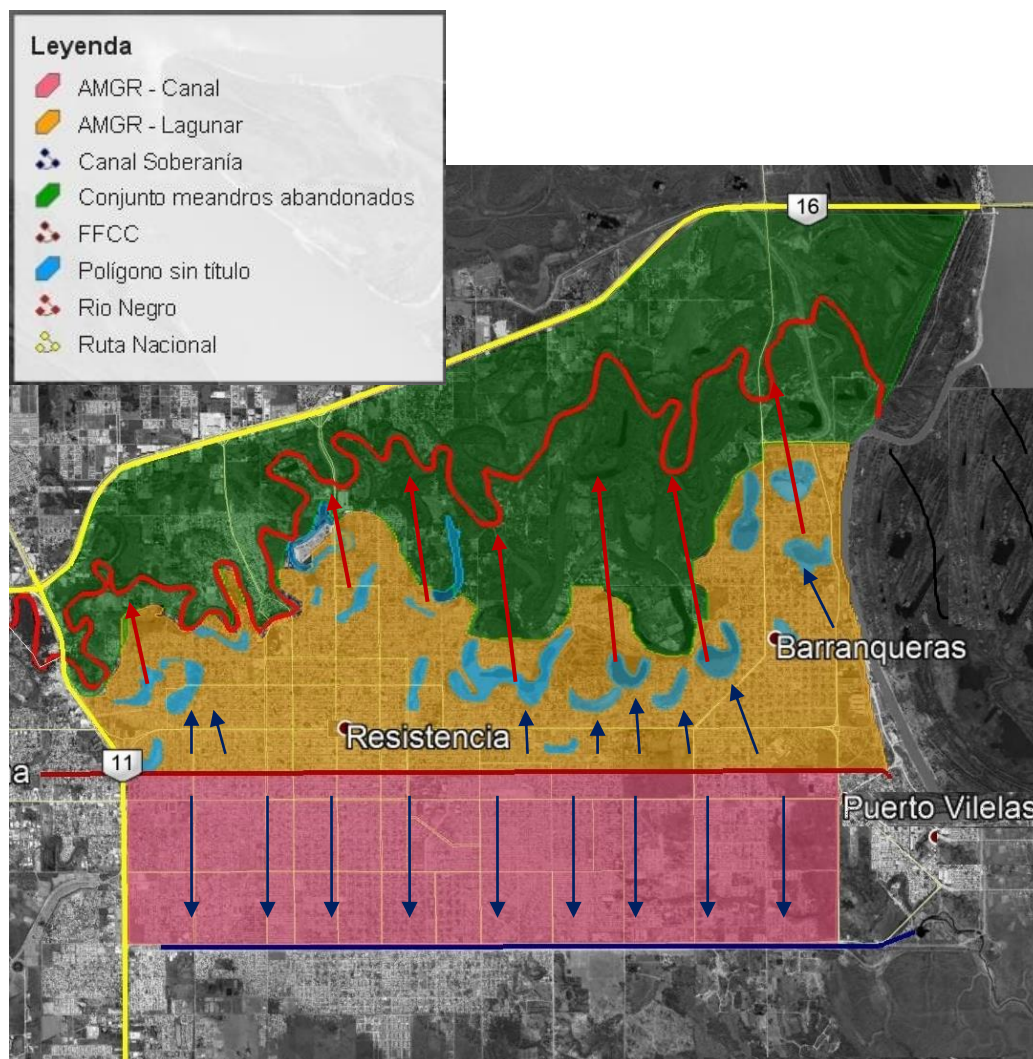 Leyenda
AMGR - Canal
AMGR - Lagunar
Canal Soberanía
Conjunto meandros abandonados
FFCC
Polígono sin título
Rio Negro
Ruta Nacional
16
Barranqueras
Resistencia
a
11
Puerto Vilelas